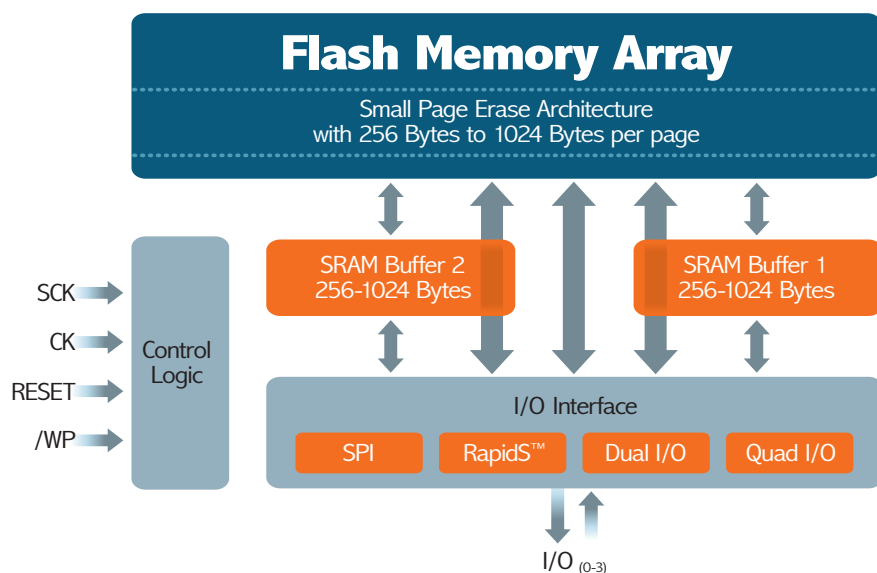 Flash Memory Array
Small Page Erase Architecture
with 256 Bytes to 1024 Bytes per page
SRAM Buffer 2
256-1024 Bytes
SRAM Buffer 1
256-1024 Bytes
SCK
CK
RESET
/WP
Control
Logic
I/O Interface
SPI
RapidS™
Dual I/O
Quad I/O
I/O (0-3)